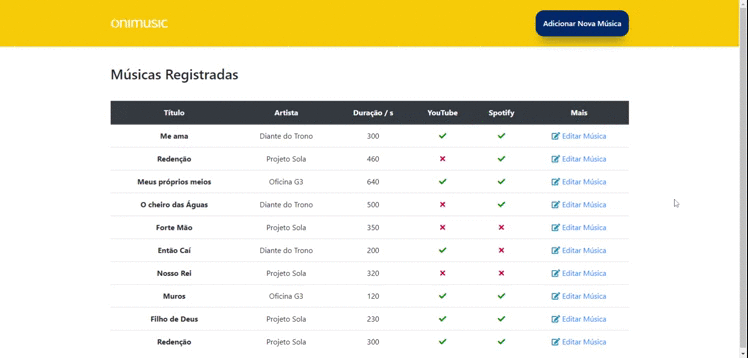 onimusic
Adicionar Nova Música
Músicas Registradas
Título Artista Duração / s YouTube Spotify Mais
Me ama Diante do Trono 300 Editar Música
Redenção Projeto Sola 460 Editar Música
Meus próprios meios Oficina G3 640 Editar Música
O cheiro das Águas Diante do Trono 500 Editar Música
Forte Mão Projeto Sola 350 Editar Música
Então Caí Diante do Trono 200 Editar Música
Nosso Rei Projeto Sola 320 Editar Música
Muros Oficina G3 120 Editar Música
Filho de Deus Projeto Sola 230 Editar Música
Redenção Projeto Sola 300 Editar Música